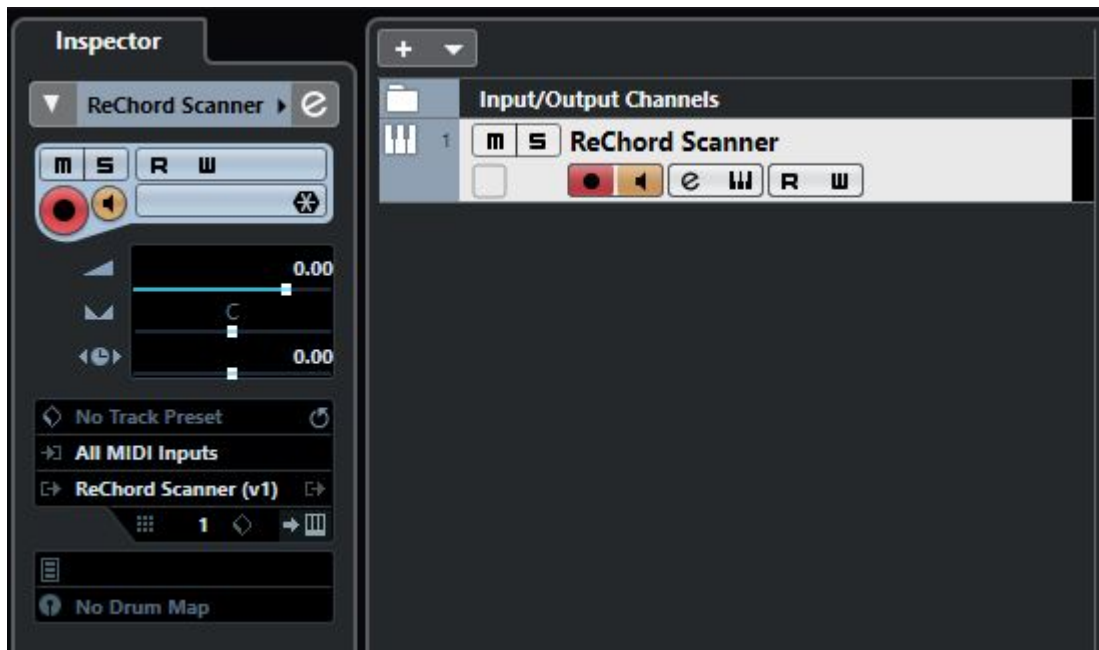 Inspector
ReChord Scanner
m S R W
0.00
C
0.00
No Track Preset
All MIDI Inputs
ReChord Scanner (v1)
1
No Drum Map
+
Input/Output Channels
1 m S ReChord Scanner
e R W